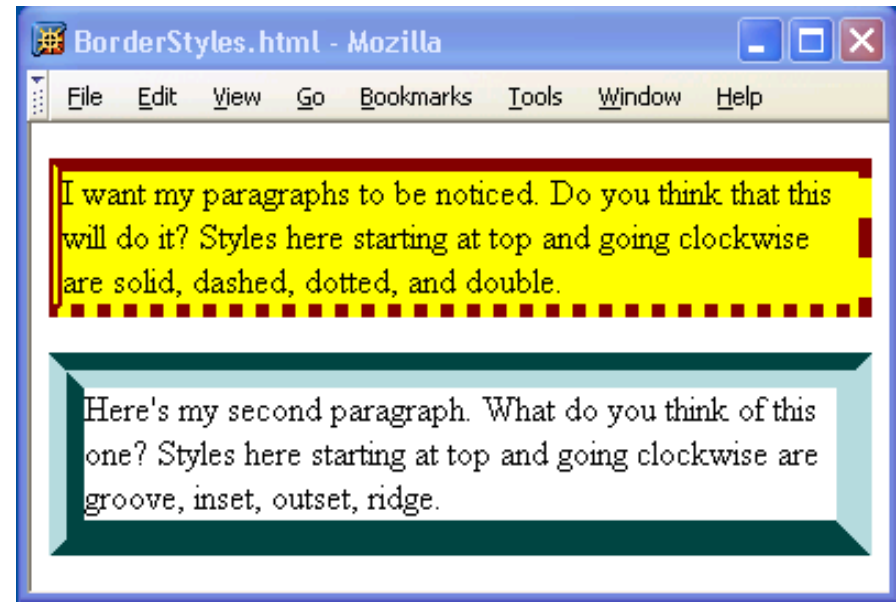 BorderStyles.html - Mozilla
File Edit View Go Bookmarks Tools Window Help
I want my paragraphs to be noticed. Do you think that this
will do it? Styles here starting at top and going clockwise
are solid, dashed, dotted, and double.
Here's my second paragraph. What do you think of this
one? Styles here starting at top and going clockwise are
groove, inset, outset, ridge.